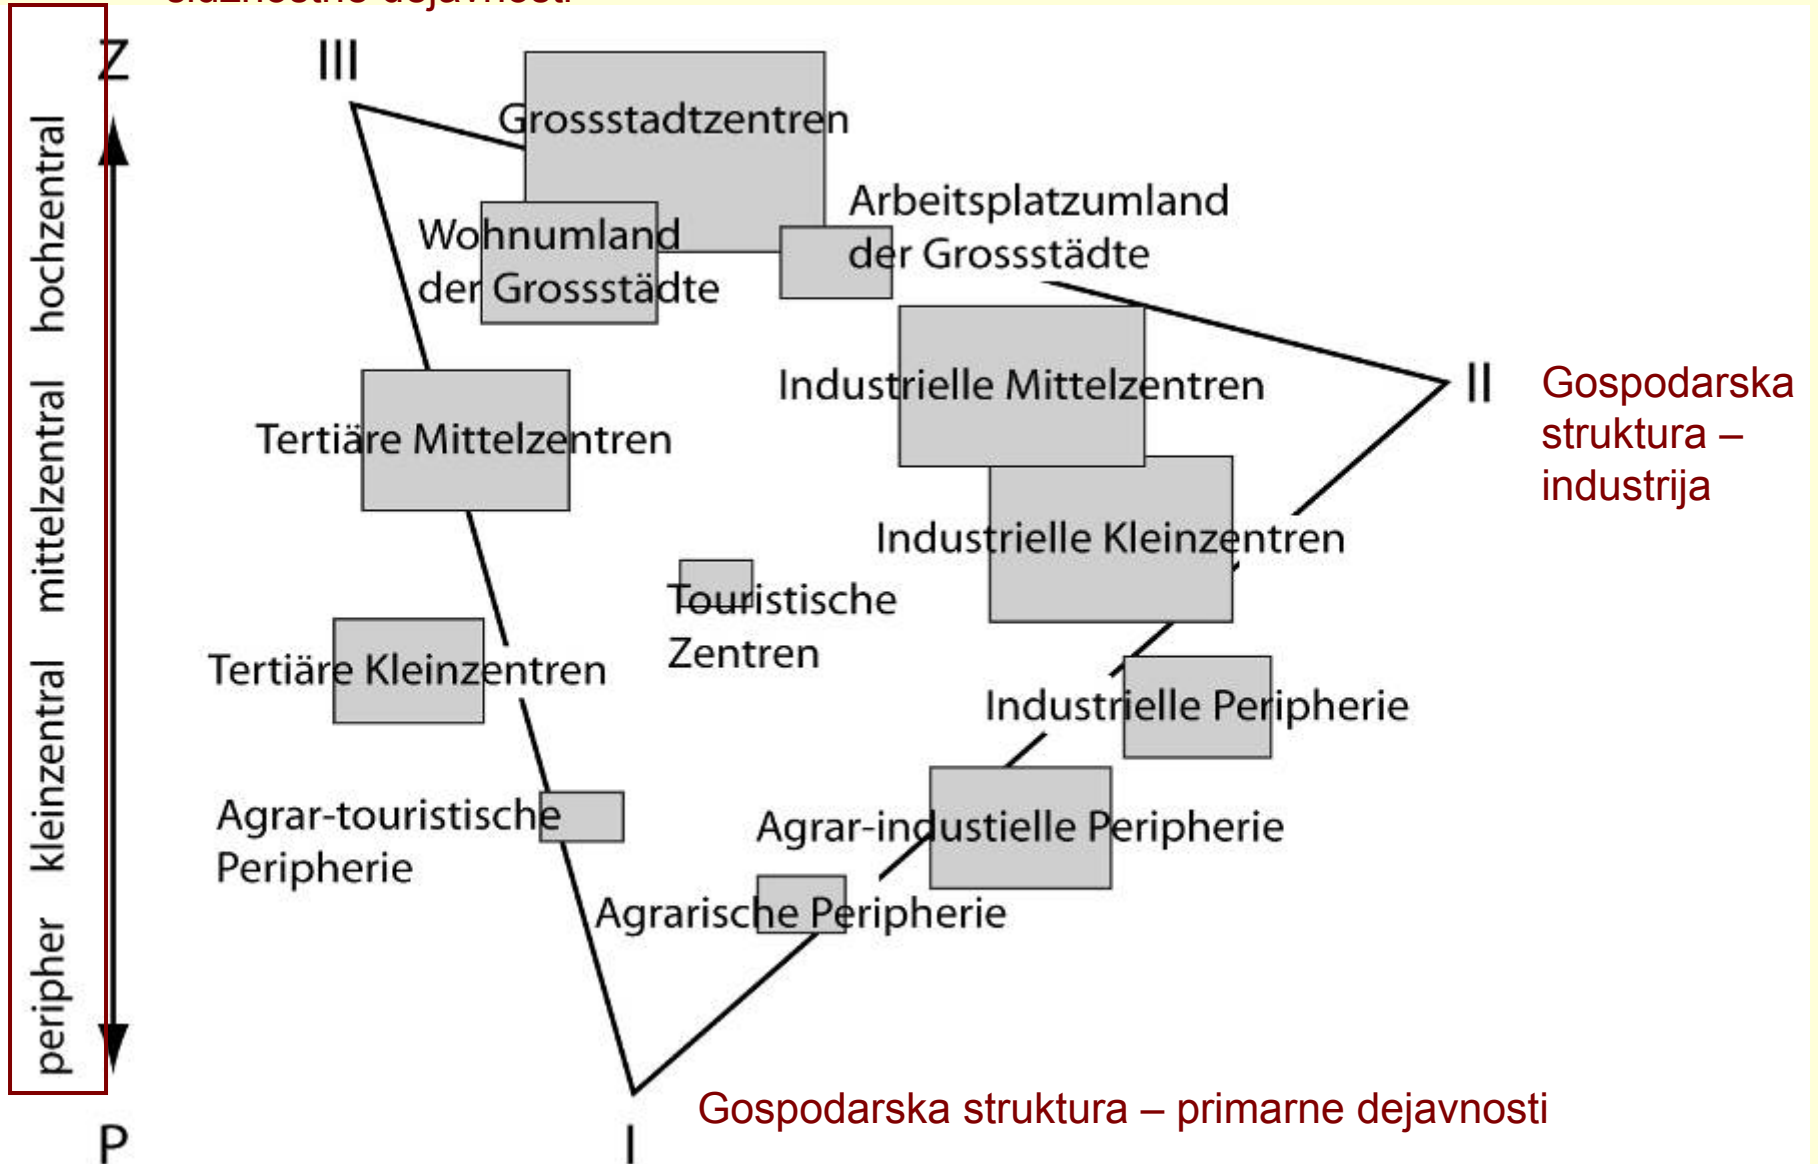 Z
III
Grossstadtzentren
Arbeitsplatzumland
der Grossstädte
Wohnumland
der Grossstädte
hochzentral
Industrielle Mittelzentren
II
Gospodarska
struktura –
industrija
Tertiäre Mittelzentren
mittelzentral
Industrielle Kleinzentren
Touristische
Zentren
Tertiäre Kleinzentren
Industrielle Peripherie
kleinzentral
Agrar-touristische
Peripherie
Agrar-industielle Peripherie
Agrarische Peripherie
peripher
Gospodarska struktura – primarne dejavnosti
P
I